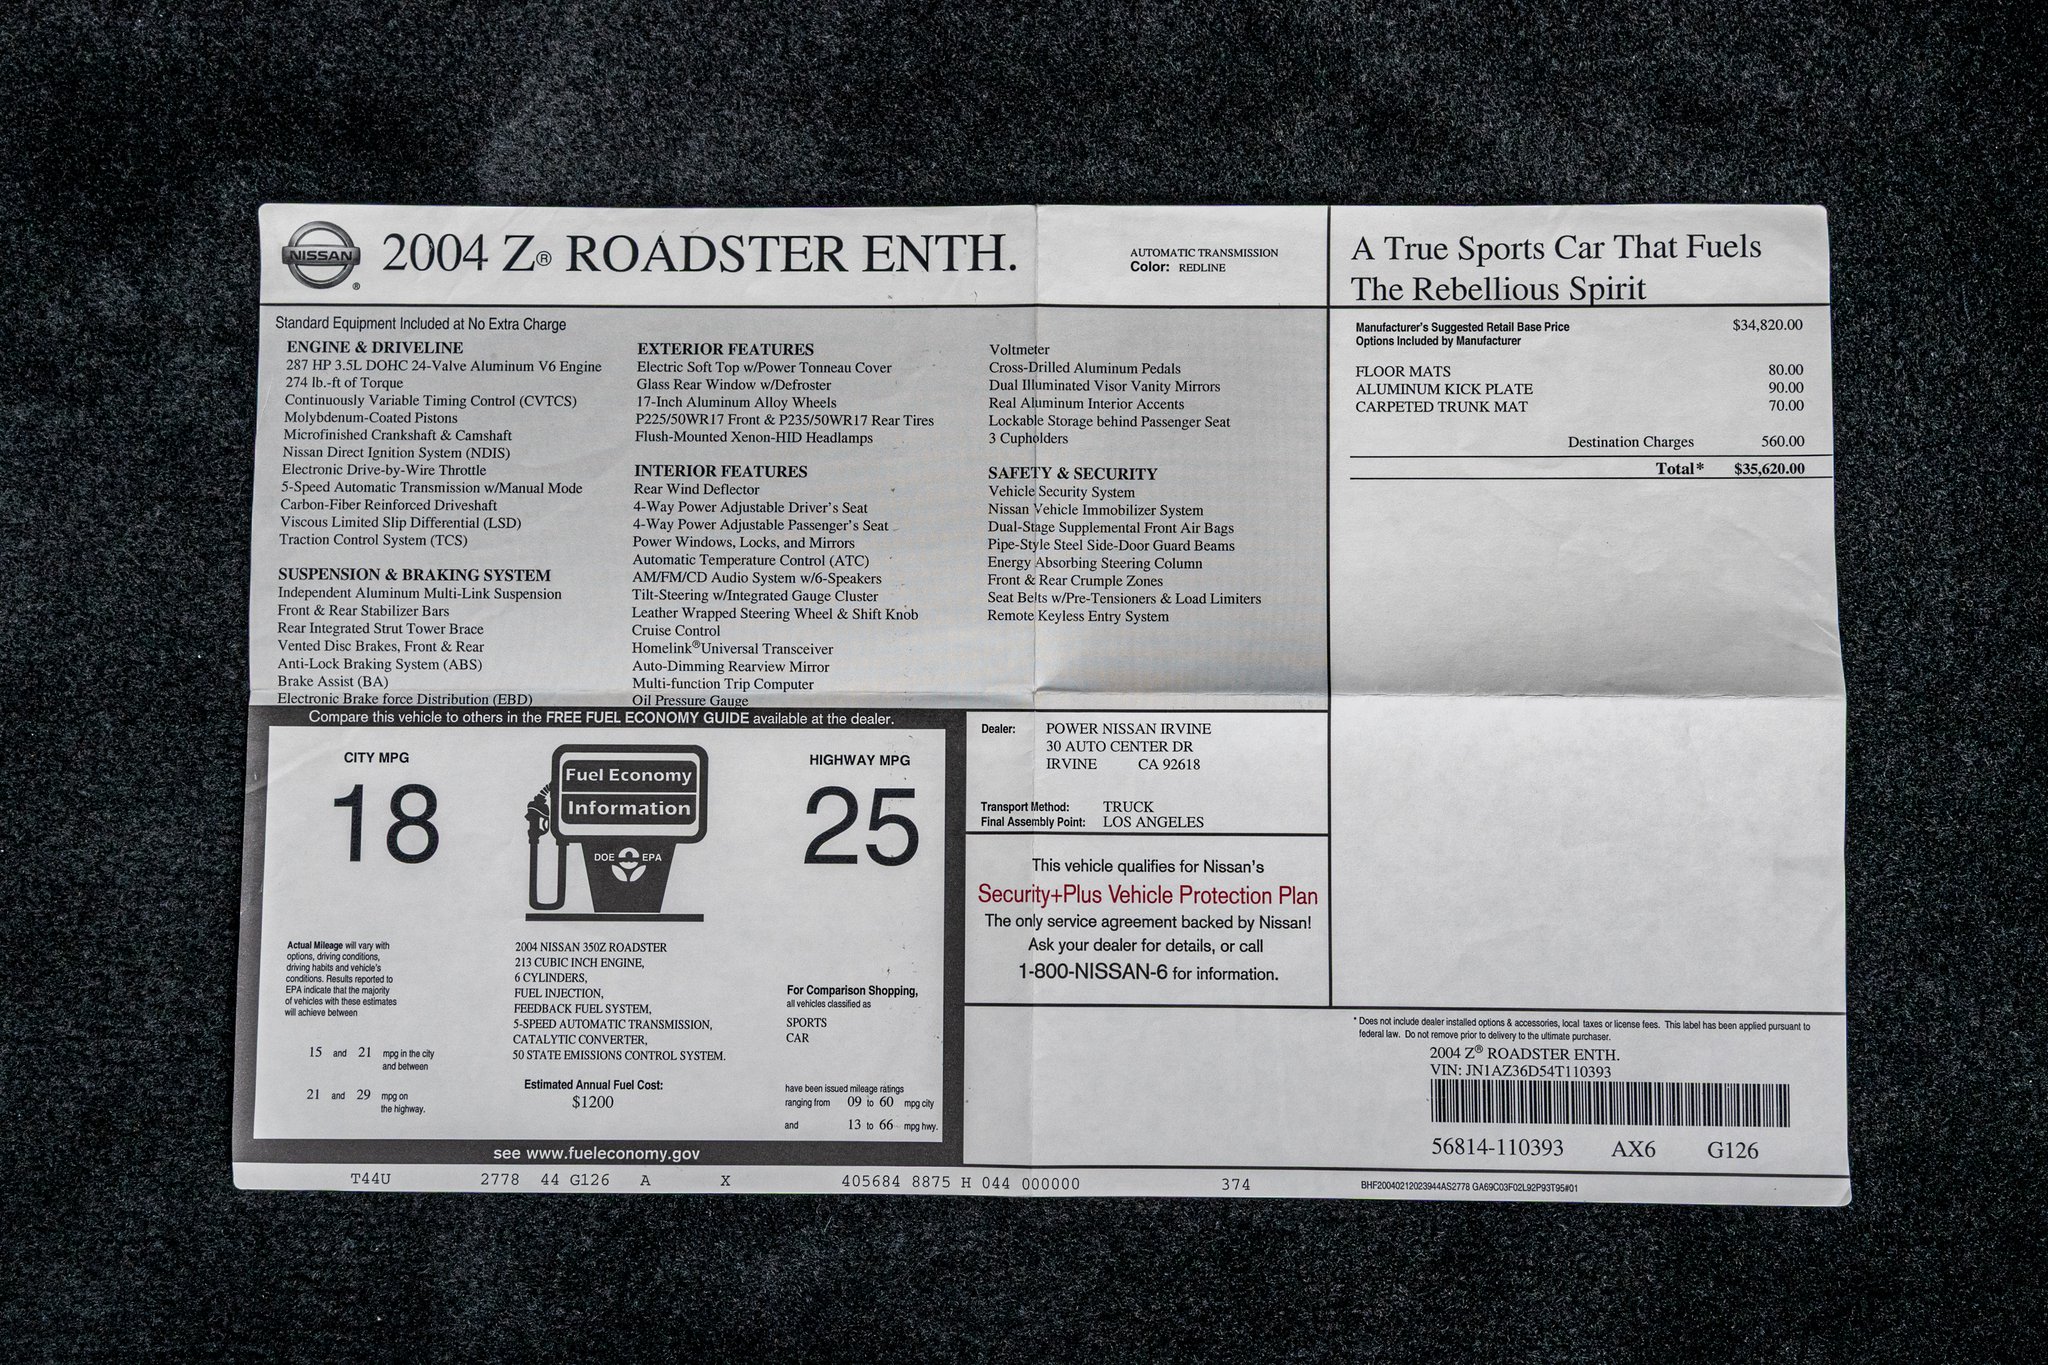 NISSAN ®
2004 Z® ROADSTER ENTH.
AUTOMATIC TRANSMISSION
Color: REDLINE
Standard Equipment Included at No Extra Charge
ENGINE & DRIVELINE
287 HP 3.5L DOHC 24-Valve Aluminum V6 Engine
274 lb.-ft of Torque
Continuously Variable Timing Control (CVTCS)
Molybdenum-Coated Pistons
Microfinished Crankshaft & Camshaft
Nissan Direct Ignition System (NDIS)
Electronic Drive-by-Wire Throttle
5-Speed Automatic Transmission w/Manual Mode
Carbon-Fiber Reinforced Driveshaft
Viscous Limited Slip Differential (LSD)
Traction Control System (TCS)
SUSPENSION & BRAKING SYSTEM
Independent Aluminum Multi-Link Suspension
Front & Rear Stabilizer Bars
Rear Integrated Strut Tower Brace
Vented Disc Brakes, Front & Rear
Anti-Lock Braking System (ABS)
Brake Assist (BA)
Electronic Brake force Distribution (EBD)
EXTERIOR FEATURES
Electric Soft Top w/Power Tonneau Cover
Glass Rear Window w/Defroster
17-Inch Aluminum Alloy Wheels
P225/50WR17 Front & P235/50WR17 Rear Tires
Flush-Mounted Xenon-HID Headlamps
INTERIOR FEATURES
Rear Wind Deflector
4-Way Power Adjustable Driver's Seat
4-Way Power Adjustable Passenger's Seat
Power Windows, Locks, and Mirrors
Automatic Temperature Control (ATC)
AM/FM/CD Audio System w/6-Speakers
Tilt-Steering w/Integrated Gauge Cluster
Leather Wrapped Steering Wheel & Shift Knob
Cruise Control
Homelink® Universal Transceiver
Auto-Dimming Rearview Mirror
Multi-function Trip Computer
Oil Pressure Gauge
Voltmeter
Cross-Drilled Aluminum Pedals
Dual Illuminated Visor Vanity Mirrors
Real Aluminum Interior Accents
Lockable Storage behind Passenger Seat
3 Cupholders
SAFETY & SECURITY
Vehicle Security System
Nissan Vehicle Immobilizer System
Dual-Stage Supplemental Front Air Bags
Pipe-Style Steel Side-Door Guard Beams
Energy Absorbing Steering Column
Front & Rear Crumple Zones
Seat Belts w/Pre-Tensioners & Load Limiters
Remote Keyless Entry System
A True Sports Car That Fuels
The Rebellious Spirit
Manufacturer's Suggested Retail Base Price $34,820.00
Options Included by Manufacturer
FLOOR MATS 80.00
ALUMINUM KICK PLATE 90.00
CARPETED TRUNK MAT 70.00
Destination Charges 560.00
Total* $35,620.00
Compare this vehicle to others in the FREE FUEL ECONOMY GUIDE available at the dealer.
CITY MPG
18
Fuel Economy
Information
DOE EPA
HIGHWAY MPG
25
Actual Mileage will vary with
options, driving conditions,
driving habits and vehicle's
conditions. Results reported to
EPA indicate that the majority
of vehicles with these estimates
will achieve between
15 and 21 mpg in the city
and between
21 and 29 mpg on
the highway.
2004 NISSAN 350Z ROADSTER
213 CUBIC INCH ENGINE,
6 CYLINDERS,
FUEL INJECTION,
FEEDBACK FUEL SYSTEM,
5-SPEED AUTOMATIC TRANSMISSION,
CATALYTIC CONVERTER,
50 STATE EMISSIONS CONTROL SYSTEM.
Estimated Annual Fuel Cost:
$1200
For Comparison Shopping,
all vehicles classified as
SPORTS
CAR
have been issued mileage ratings
ranging from 09 to 60 mpg city
and 13 to 66 mpg hwy.
see www.fueleconomy.gov
Dealer: POWER NISSAN IRVINE
30 AUTO CENTER DR
IRVINE CA 92618
Transport Method: TRUCK
Final Assembly Point: LOS ANGELES
This vehicle qualifies for Nissan's
Security+Plus Vehicle Protection Plan
The only service agreement backed by Nissan!
Ask your dealer for details, or call
1-800-NISSAN-6 for information.
* Does not include dealer installed options & accessories, local taxes or license fees. This label has been applied pursuant to
federal law. Do not remove prior to delivery to the ultimate purchaser.
2004 Z® ROADSTER ENTH.
VIN: JN1AZ36D54T110393
56814-110393 AX6 G126
T44U 2778 44 G126 A X 405684 8875 H 044 000000 374
BHF20040212023944AS2778 GA69C03F02L92P93T95#01